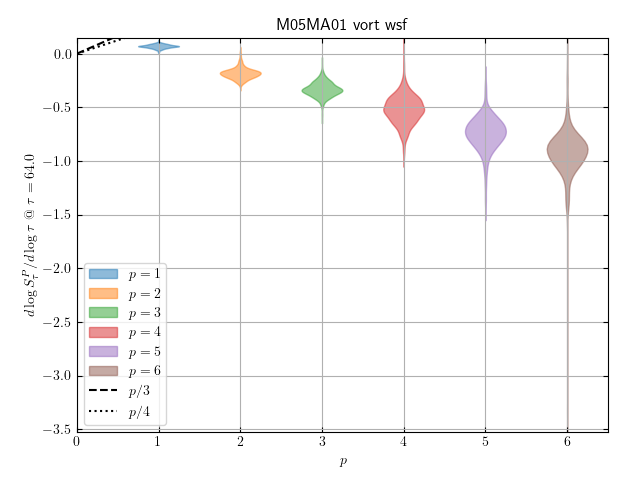 M05MA01 vort wsf
d log S_τ^P / d log τ @ τ = 64.0
0.0
−0.5
−1.0
−1.5
−2.0
−2.5
−3.0
−3.5
p = 1
p = 2
p = 3
p = 4
p = 5
p = 6
p/3
p/4
0 1 2 3 4 5 6
p